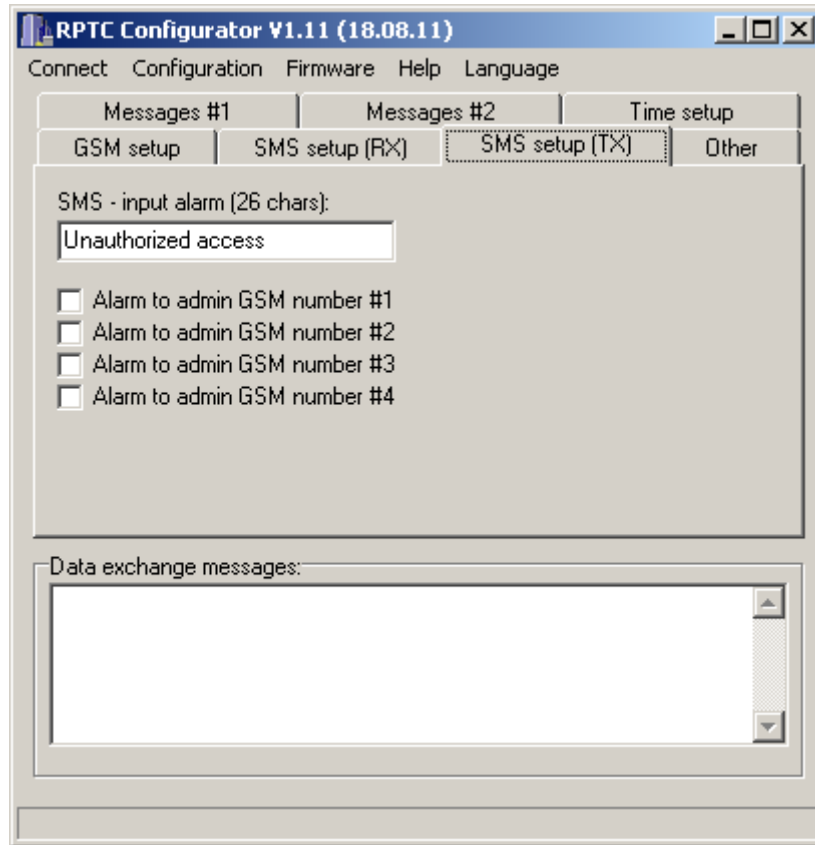 RPTC Configurator V1.11 (18.08.11)
Connect Configuration Firmware Help Language
Messages #1 Messages #2 Time setup
GSM setup SMS setup (RX) SMS setup (TX) Other
SMS - input alarm (26 chars):
Unauthorized access
Alarm to admin GSM number #1
Alarm to admin GSM number #2
Alarm to admin GSM number #3
Alarm to admin GSM number #4
Data exchange messages: